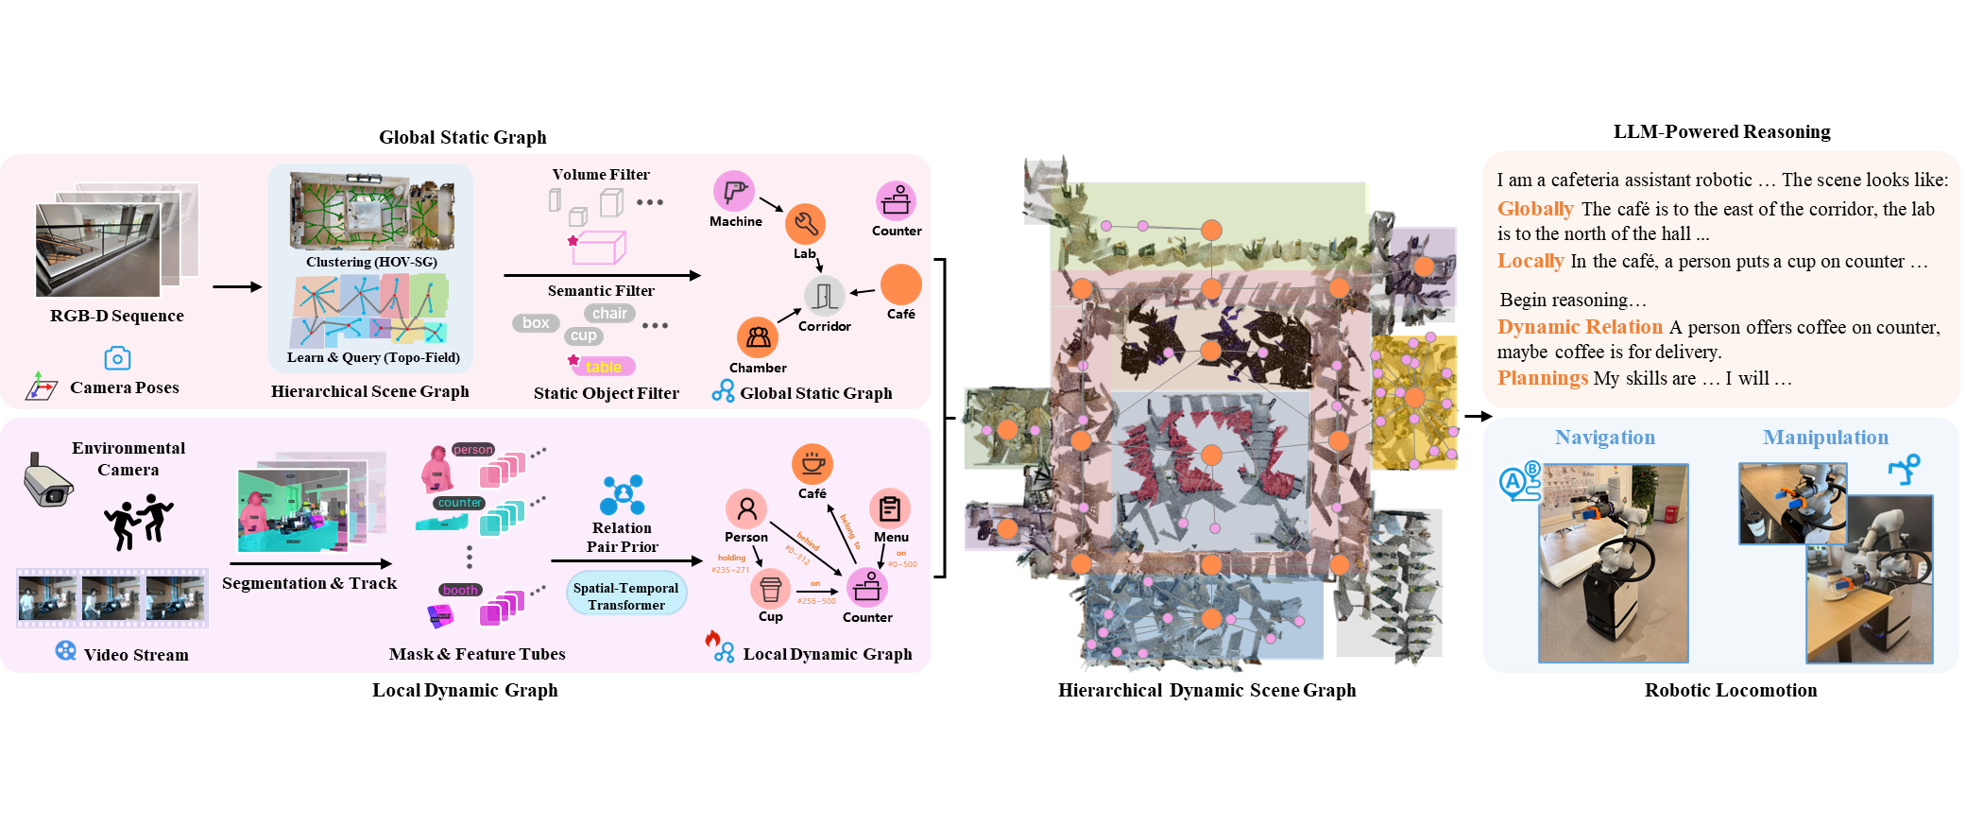 Global Static Graph
RGB-D Sequence
Camera Poses
Clustering (HOV-SG)
Learn & Query (Topo-Field)
Hierarchical Scene Graph
Volume Filter
Semantic Filter
box
chair
cup
table
Static Object Filter
Machine
Counter
Lab
Café
Corridor
Chamber
Global Static Graph
Environmental
Camera
Video Stream
Segmentation & Track
person
counter
booth
Mask & Feature Tubes
Relation
Pair Prior
Spatial-Temporal
Transformer
Café
Person
Menu
holding
#235~271
behind
#0~312
belong to
on
#0~500
on
#256~500
Cup
Counter
Local Dynamic Graph
Local Dynamic Graph
Hierarchical Dynamic Scene Graph
LLM-Powered Reasoning
I am a cafeteria assistant robotic … The scene looks like:
Globally The café is to the east of the corridor, the lab
is to the north of the hall ...
Locally In the café, a person puts a cup on counter …
Begin reasoning…
Dynamic Relation A person offers coffee on counter,
maybe coffee is for delivery.
Plannings My skills are … I will …
Navigation
Manipulation
A
B
Robotic Locomotion